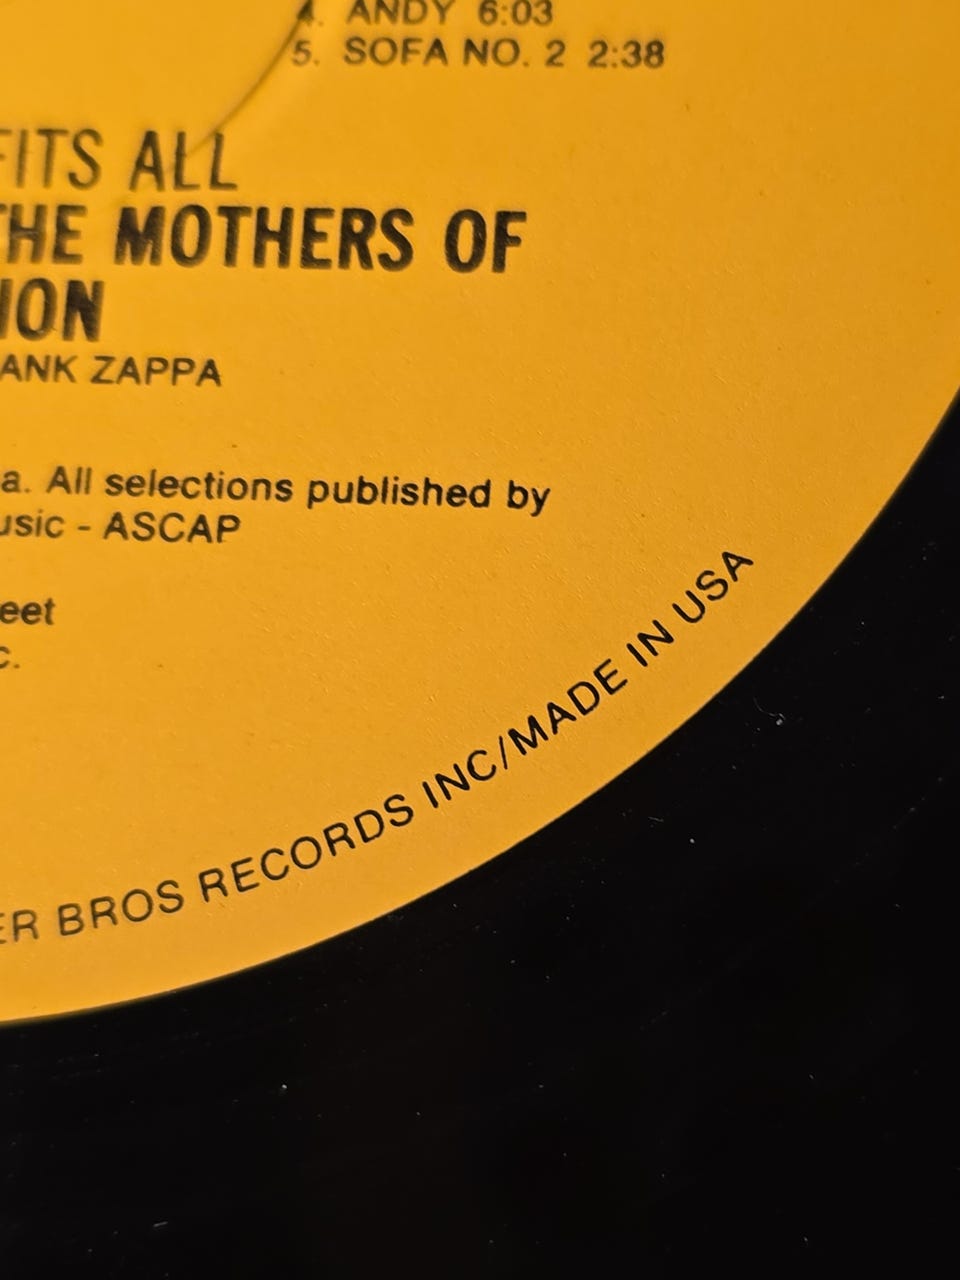 4. ANDY 6:03
5. SOFA NO. 2 2:38
FITS ALL
THE MOTHERS OF
ION
ANK ZAPPA
a. All selections published by
usic - ASCAP
eet
c.
ER BROS RECORDS INC/MADE IN USA